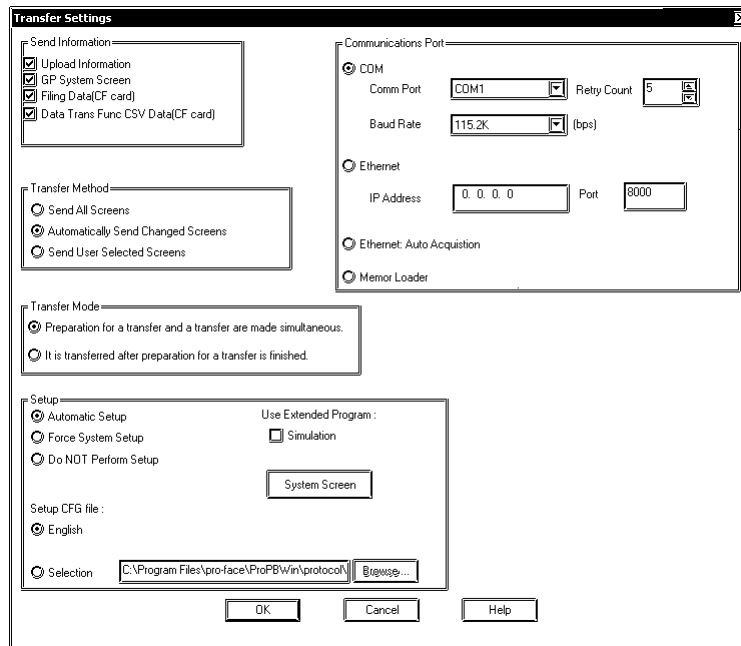 Transfer Settings
Send Information
Upload Information
GP System Screen
Filing Data(CF card)
Data Trans Func CSV Data(CF card)
Transfer Method
Send All Screens
Automatically Send Changed Screens
Send User Selected Screens
Communications Port
COM
Comm Port COM1 Retry Count 5
Baud Rate 115.2K (bps)
Ethernet
IP Address 0. 0. 0. 0 Port 8000
Ethernet: Auto Acquistion
Memor Loader
Transfer Mode
Preparation for a transfer and a transfer are made simultaneous.
It is transferred after preparation for a transfer is finished.
Setup
Automatic Setup
Force System Setup
Do NOT Perform Setup
Use Extended Program :
Simulation
System Screen
Setup CFG file :
English
Selection C:\Program Files\pro-face\ProPBWin\protocol\ Browse...
OK Cancel Help